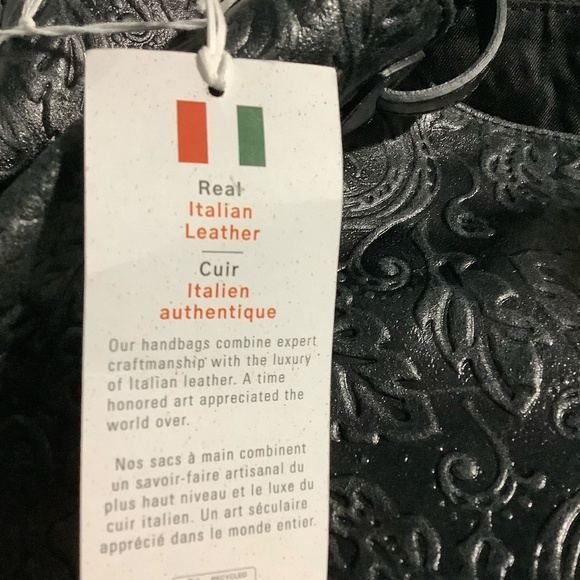 Real
Italian
Leather
Cuir
Italien
authentique
Our handbags combine expert
craftmanship with the luxury
of Italian leather. A time
honored art appreciated the
world over.
Nos sacs à main combinent
un savoir-faire artisanal du
plus haut niveau et le luxe du
cuir italien. Un art séculaire
apprécié dans le monde entier.
RECYCLED